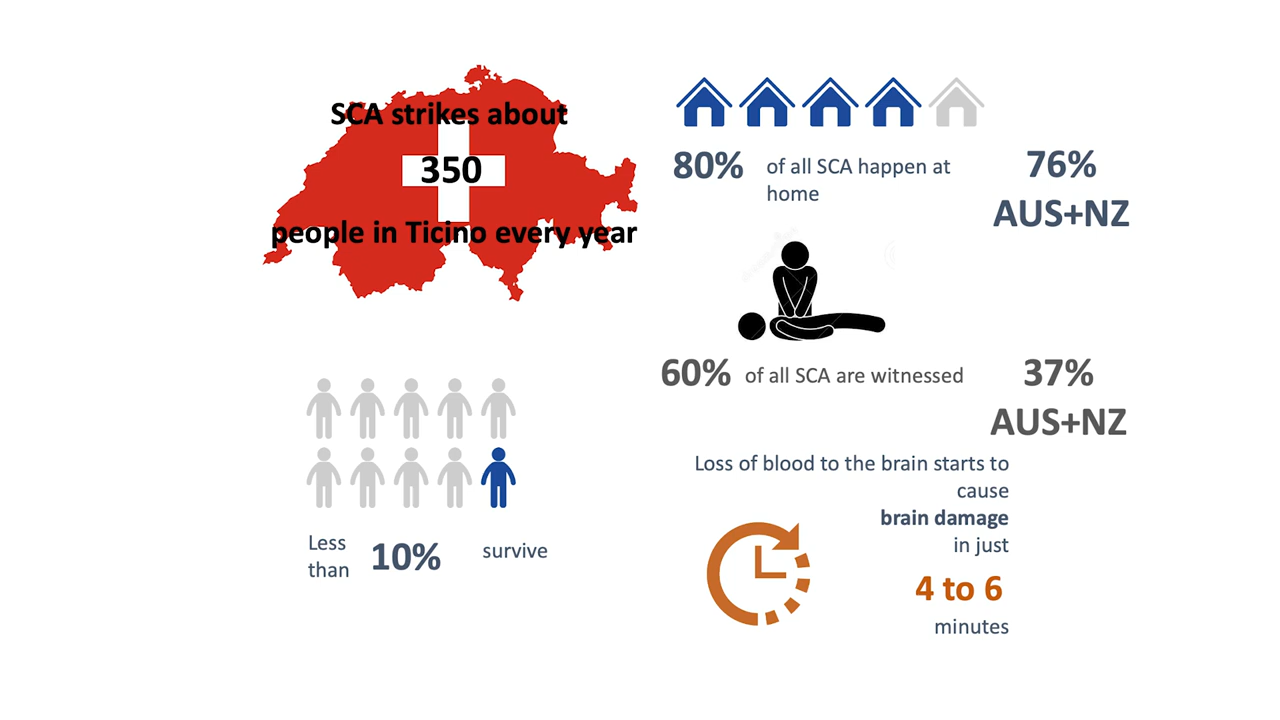 SCA strikes about
350
people in Ticino every year
80%
of all SCA happen at
home
76%
AUS+NZ
60%
of all SCA are witnessed
37%
AUS+NZ
Less
than
10%
survive
Loss of blood to the brain starts to
cause
brain damage
in just
4 to 6
minutes